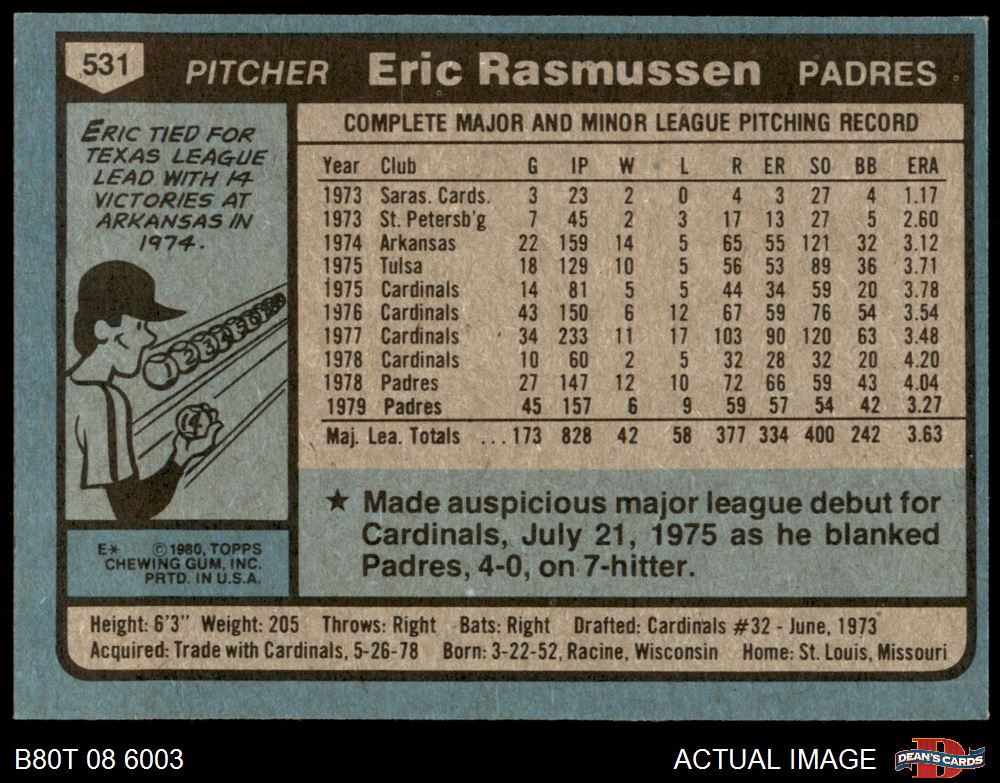 531 PITCHER Eric Rasmussen PADRES
ERIC TIED FOR
TEXAS LEAGUE
LEAD WITH 14
VICTORIES AT
ARKANSAS IN
1974.
14
E* © 1980, TOPPS
CHEWING GUM, INC.
PRTD. IN U.S.A.
COMPLETE MAJOR AND MINOR LEAGUE PITCHING RECORD
Year Club G IP W L R ER SO BB ERA
1973 Saras. Cards. 3 23 2 0 4 3 27 4 1.17
1973 St. Petersb'g 7 45 2 3 17 13 27 5 2.60
1974 Arkansas 22 159 14 5 65 55 121 32 3.12
1975 Tulsa 18 129 10 5 56 53 89 36 3.71
1975 Cardinals 14 81 5 5 44 34 59 20 3.78
1976 Cardinals 43 150 6 12 67 59 76 54 3.54
1977 Cardinals 34 233 11 17 103 90 120 63 3.48
1978 Cardinals 10 60 2 5 32 28 32 20 4.20
1978 Padres 27 147 12 10 72 66 59 43 4.04
1979 Padres 45 157 6 9 59 57 54 42 3.27
Maj. Lea. Totals ...173 828 42 58 377 334 400 242 3.63
★ Made auspicious major league debut for
Cardinals, July 21, 1975 as he blanked
Padres, 4-0, on 7-hitter.
Height: 6'3" Weight: 205 Throws: Right Bats: Right Drafted: Cardinals #32 - June, 1973
Acquired: Trade with Cardinals, 5-26-78 Born: 3-22-52, Racine, Wisconsin Home: St. Louis, Missouri
B80T 08 6003 ACTUAL IMAGE DEAN'S CARDS